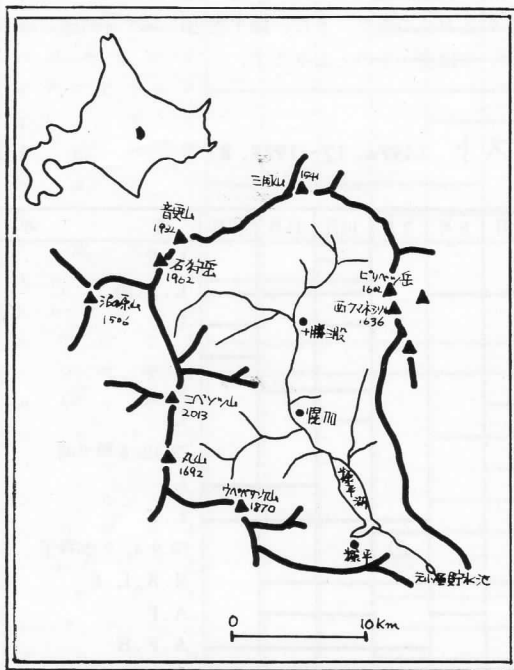 三国山
1541
音更山
1932
石狩岳
1962
沼ノ原山
1506
ピリベツ岳
1602
西クマネシリ
1636
十勝三股
ニペソツ山
2013
幌加
丸山
1692
ウペペサンケ山
1870
糠平湖
糠平
元小屋貯水池
0
10Km